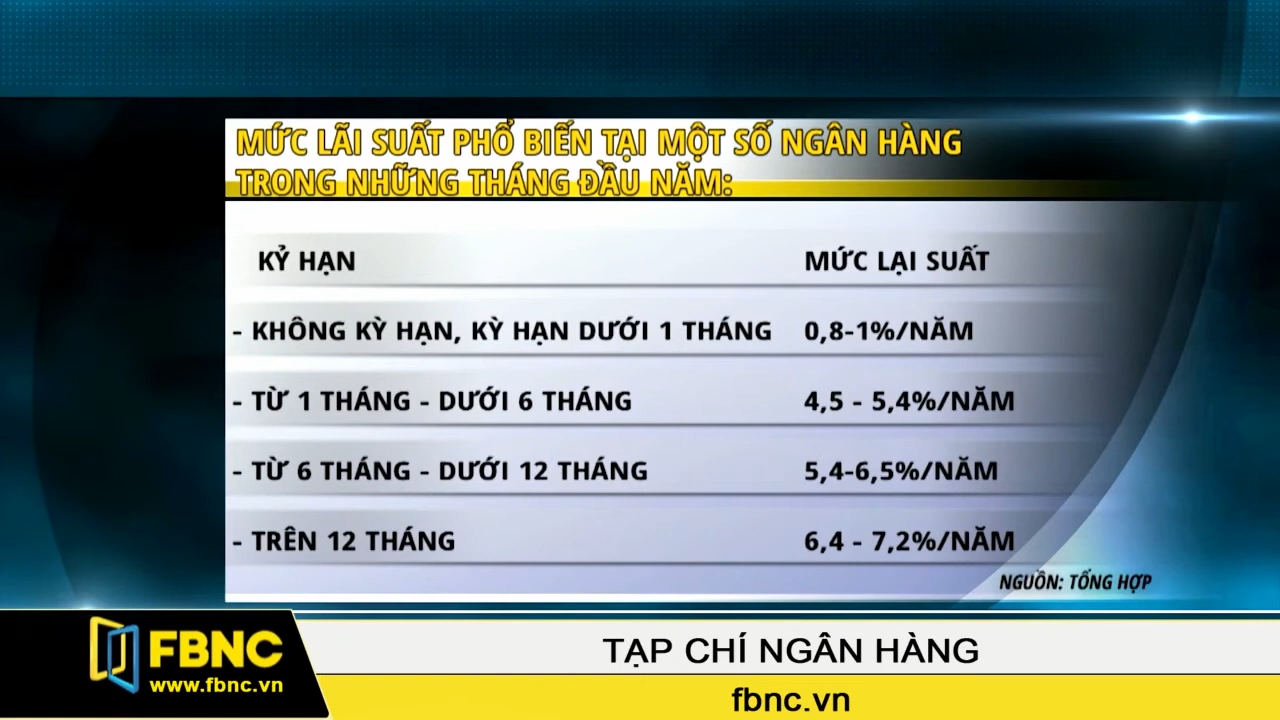 MỨC LÃI SUẤT PHỔ BIẾN TẠI MỘT SỐ NGÂN HÀNG
TRONG NHỮNG THÁNG ĐẦU NĂM:
KỶ HẠN MỨC LẠI SUẤT
- KHÔNG KỲ HẠN, KỲ HẠN DƯỚI 1 THÁNG 0,8-1%/NĂM
- TỪ 1 THÁNG - DƯỚI 6 THÁNG 4,5 - 5,4%/NĂM
- TỪ 6 THÁNG - DƯỚI 12 THÁNG 5,4-6,5%/NĂM
- TRÊN 12 THÁNG 6,4 - 7,2%/NĂM
NGUỒN: TỔNG HỢP
FBNC
www.fbnc.vn
TẠP CHÍ NGÂN HÀNG
fbnc.vn